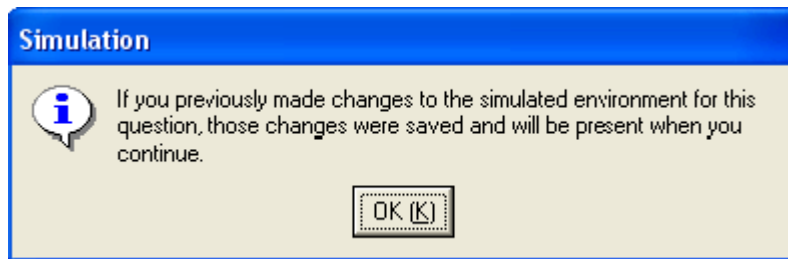 Simulation
If you previously made changes to the simulated environment for this
question, those changes were saved and will be present when you
continue.
OK (K)